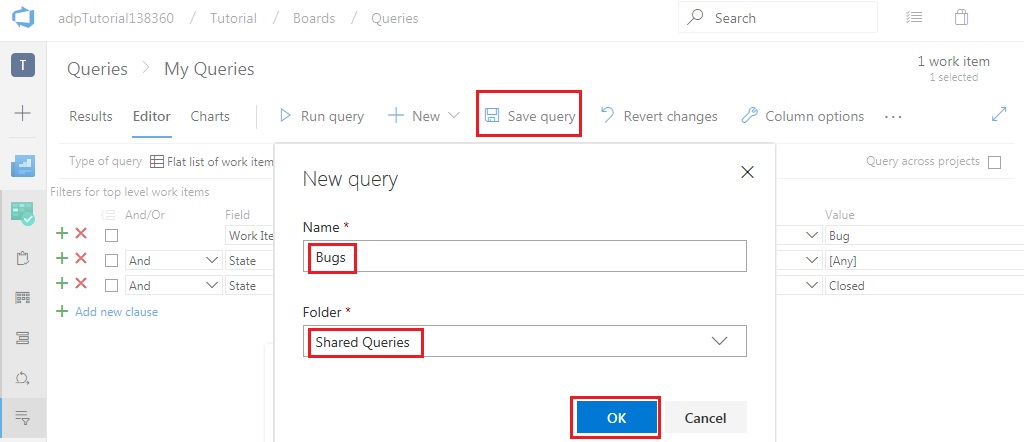 adpTutorial138360 / Tutorial / Boards / Queries Search
T
Queries > My Queries
1 work item
1 selected
Results Editor Charts Run query New Save query Revert changes Column options ...
Type of query Flat list of work item Query across projects
New query
Filters for top level work items
And/Or Field Value
Name *
Work Ite Bug
Bugs
And State [Any]
And State Closed
Add new clause
Folder *
Shared Queries
OK Cancel